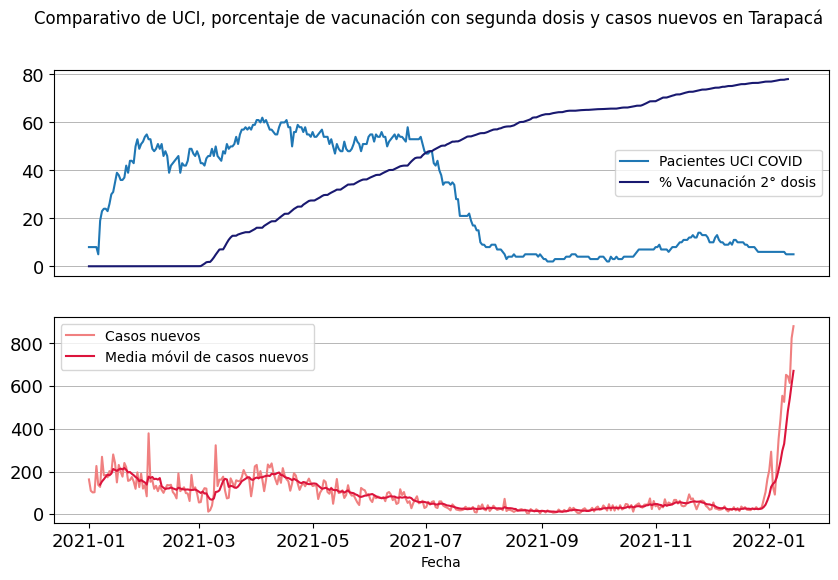 Comparativo de UCI, porcentaje de vacunación con segunda dosis y casos nuevos en Tarapacá
80
60
40
20
0
Pacientes UCI COVID
% Vacunación 2° dosis
800
600
400
200
0
Casos nuevos
Media móvil de casos nuevos
2021-01 2021-03 2021-05 2021-07 2021-09 2021-11 2022-01
Fecha